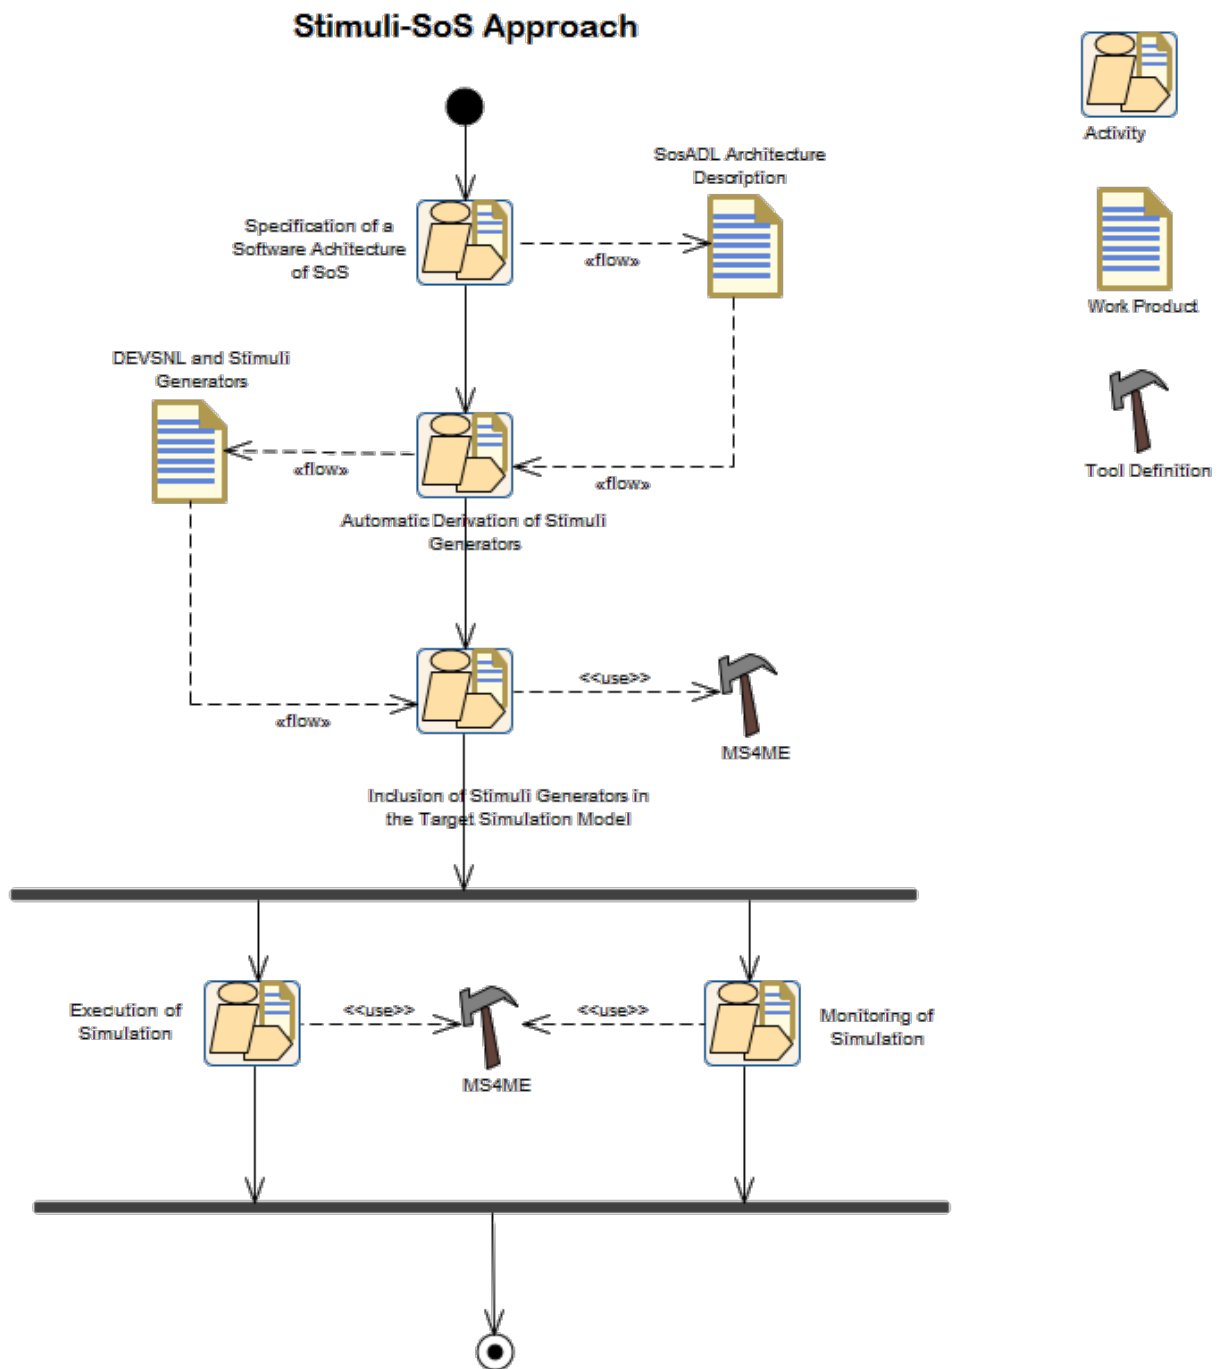 Stimuli-SoS Approach
Activity
SosADL Architecture
Description
Specification of a
Software Achitecture
of SoS
«flow»
Work Product
DEVSNL and Stimuli
Generators
«flow»
«flow»
Tool Definition
Automatic Derivation of Stimuli
Generators
<<use>>
«flow»
MS4ME
Inclusion of Stimuli Generators in
the Target Simulation Model
Execution of
Simulation
<<use>>
<<use>>
Monitoring of
Simulation
MS4ME